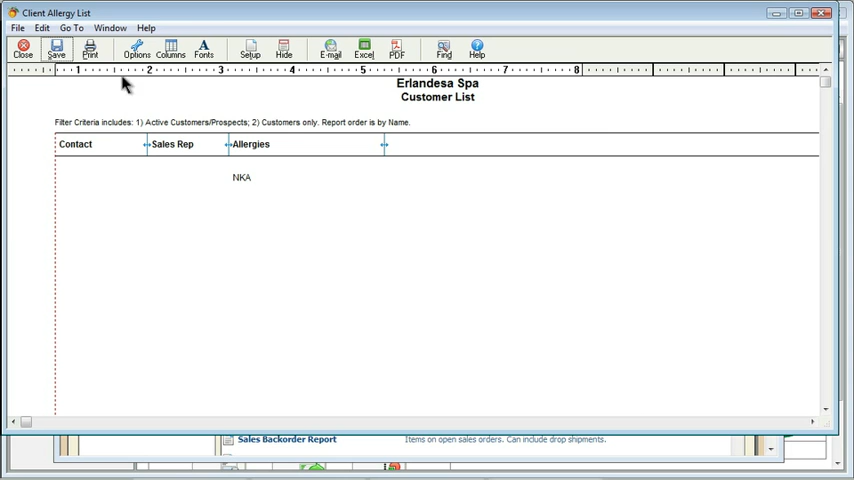 Client Allergy List
File Edit Go To Window Help
Close Save Print Options Columns Fonts Setup Hide E-mail Excel PDF Find Help
1 2 3 4 5 6 7 8
Erlandesa Spa
Customer List
Filter Criteria includes: 1) Active Customers/Prospects; 2) Customers only. Report order is by Name.
Contact Sales Rep Allergies
NKA
Sales Backorder Report Items on open sales orders. Can include drop shipments.